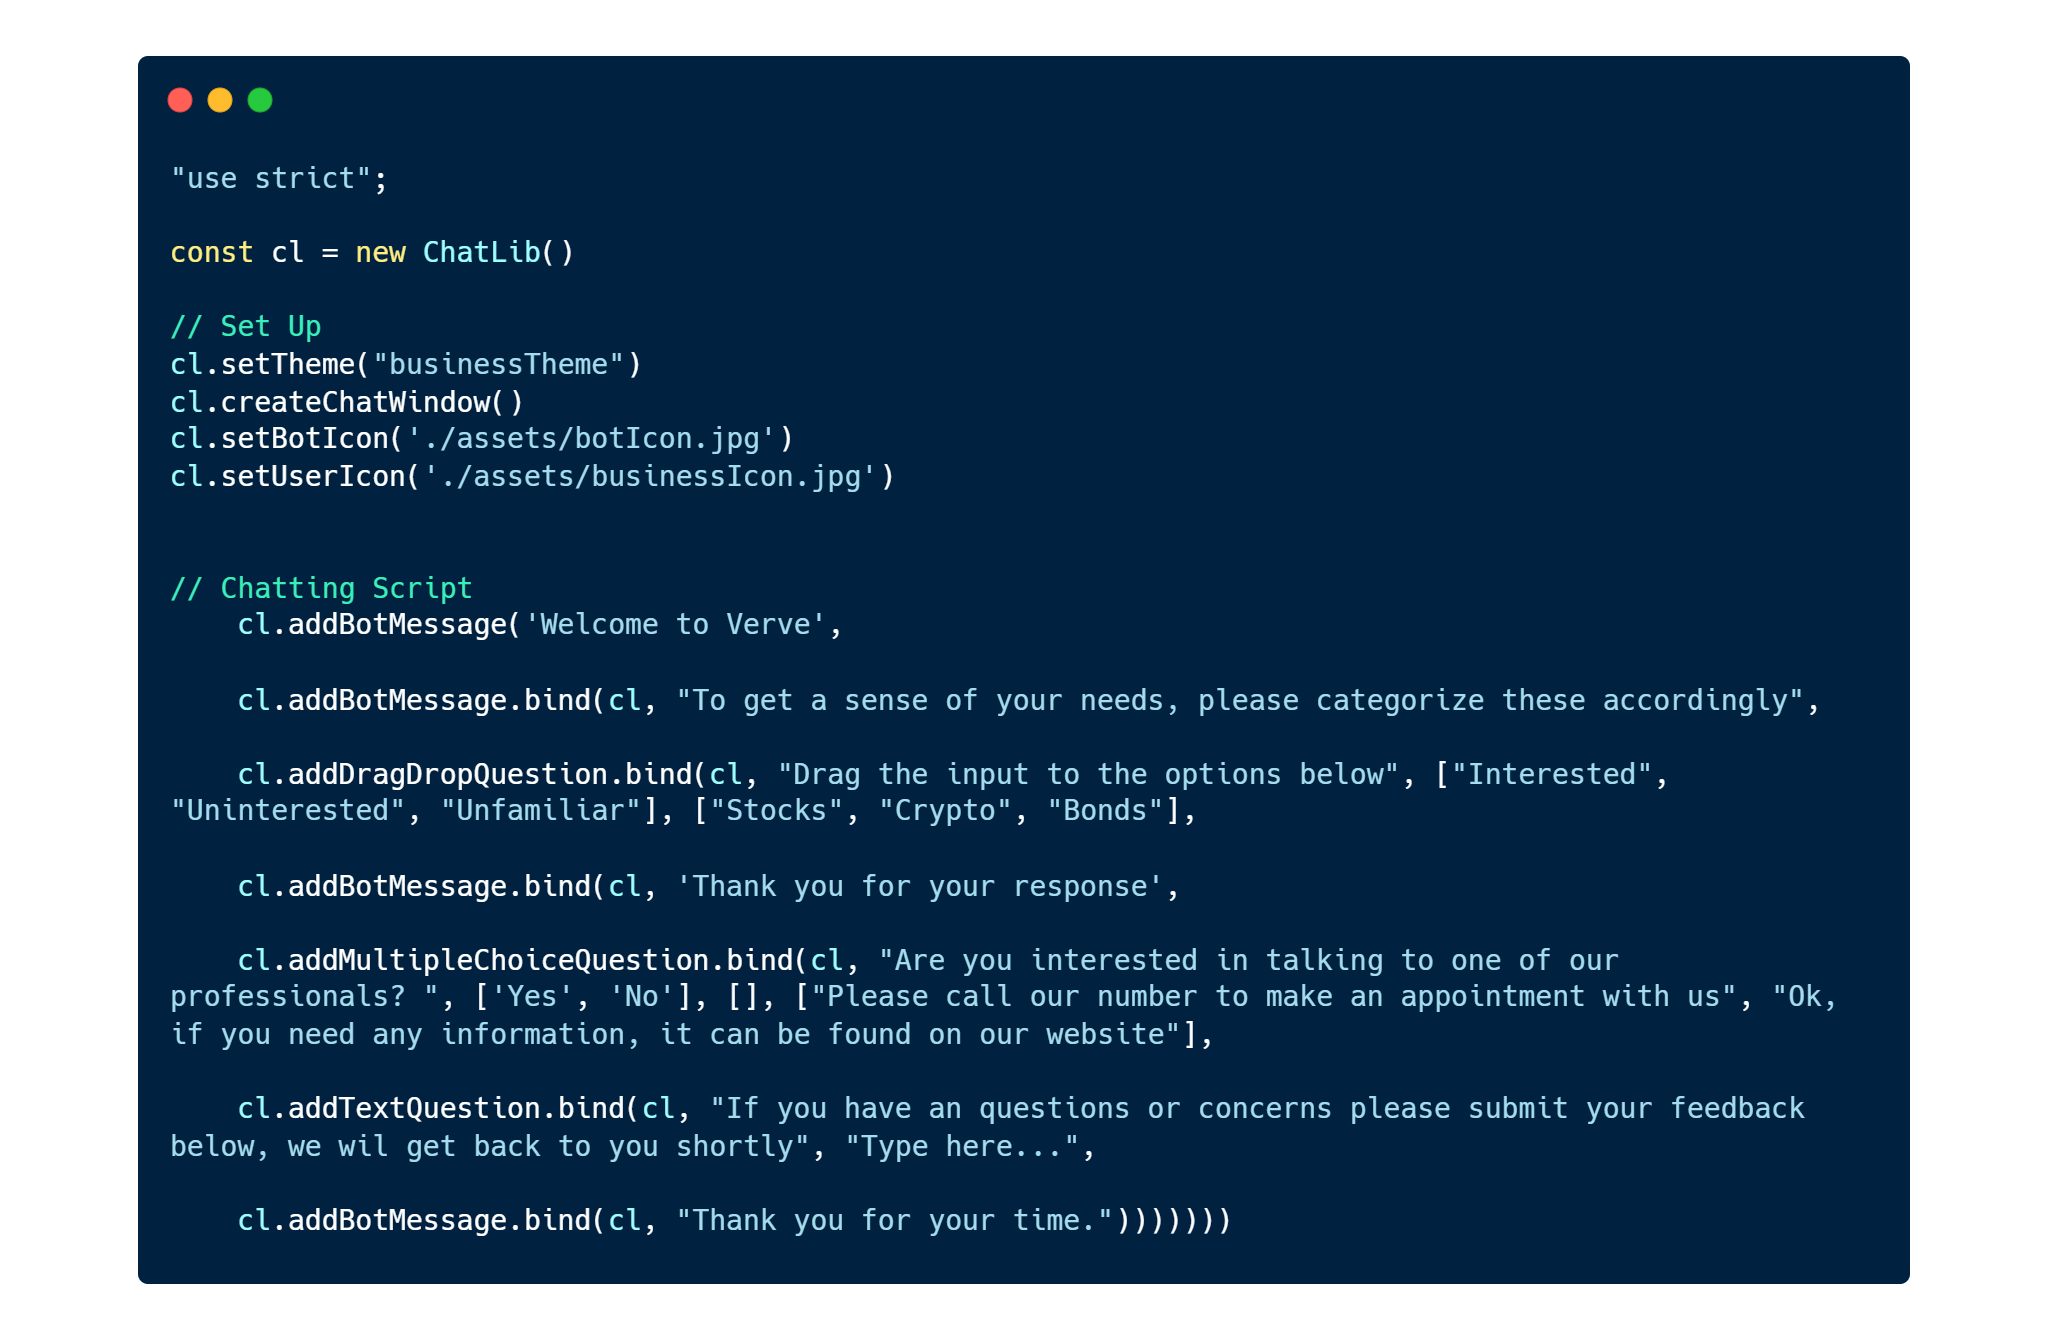 "use strict";
const cl = new ChatLib()
// Set Up
cl.setTheme("businessTheme")
cl.createChatWindow()
cl.setBotIcon('./assets/botIcon.jpg')
cl.setUserIcon('./assets/businessIcon.jpg')
// Chatting Script
cl.addBotMessage('Welcome to Verve',
cl.addBotMessage.bind(cl, "To get a sense of your needs, please categorize these accordingly",
cl.addDragDropQuestion.bind(cl, "Drag the input to the options below", ["Interested",
"Uninterested", "Unfamiliar"], ["Stocks", "Crypto", "Bonds"],
cl.addBotMessage.bind(cl, 'Thank you for your response',
cl.addMultipleChoiceQuestion.bind(cl, "Are you interested in talking to one of our
professionals? ", ['Yes', 'No'], [], ["Please call our number to make an appointment with us", "Ok,
if you need any information, it can be found on our website"],
cl.addTextQuestion.bind(cl, "If you have an questions or concerns please submit your feedback
below, we wil get back to you shortly", "Type here...",
cl.addBotMessage.bind(cl, "Thank you for your time.")))))))